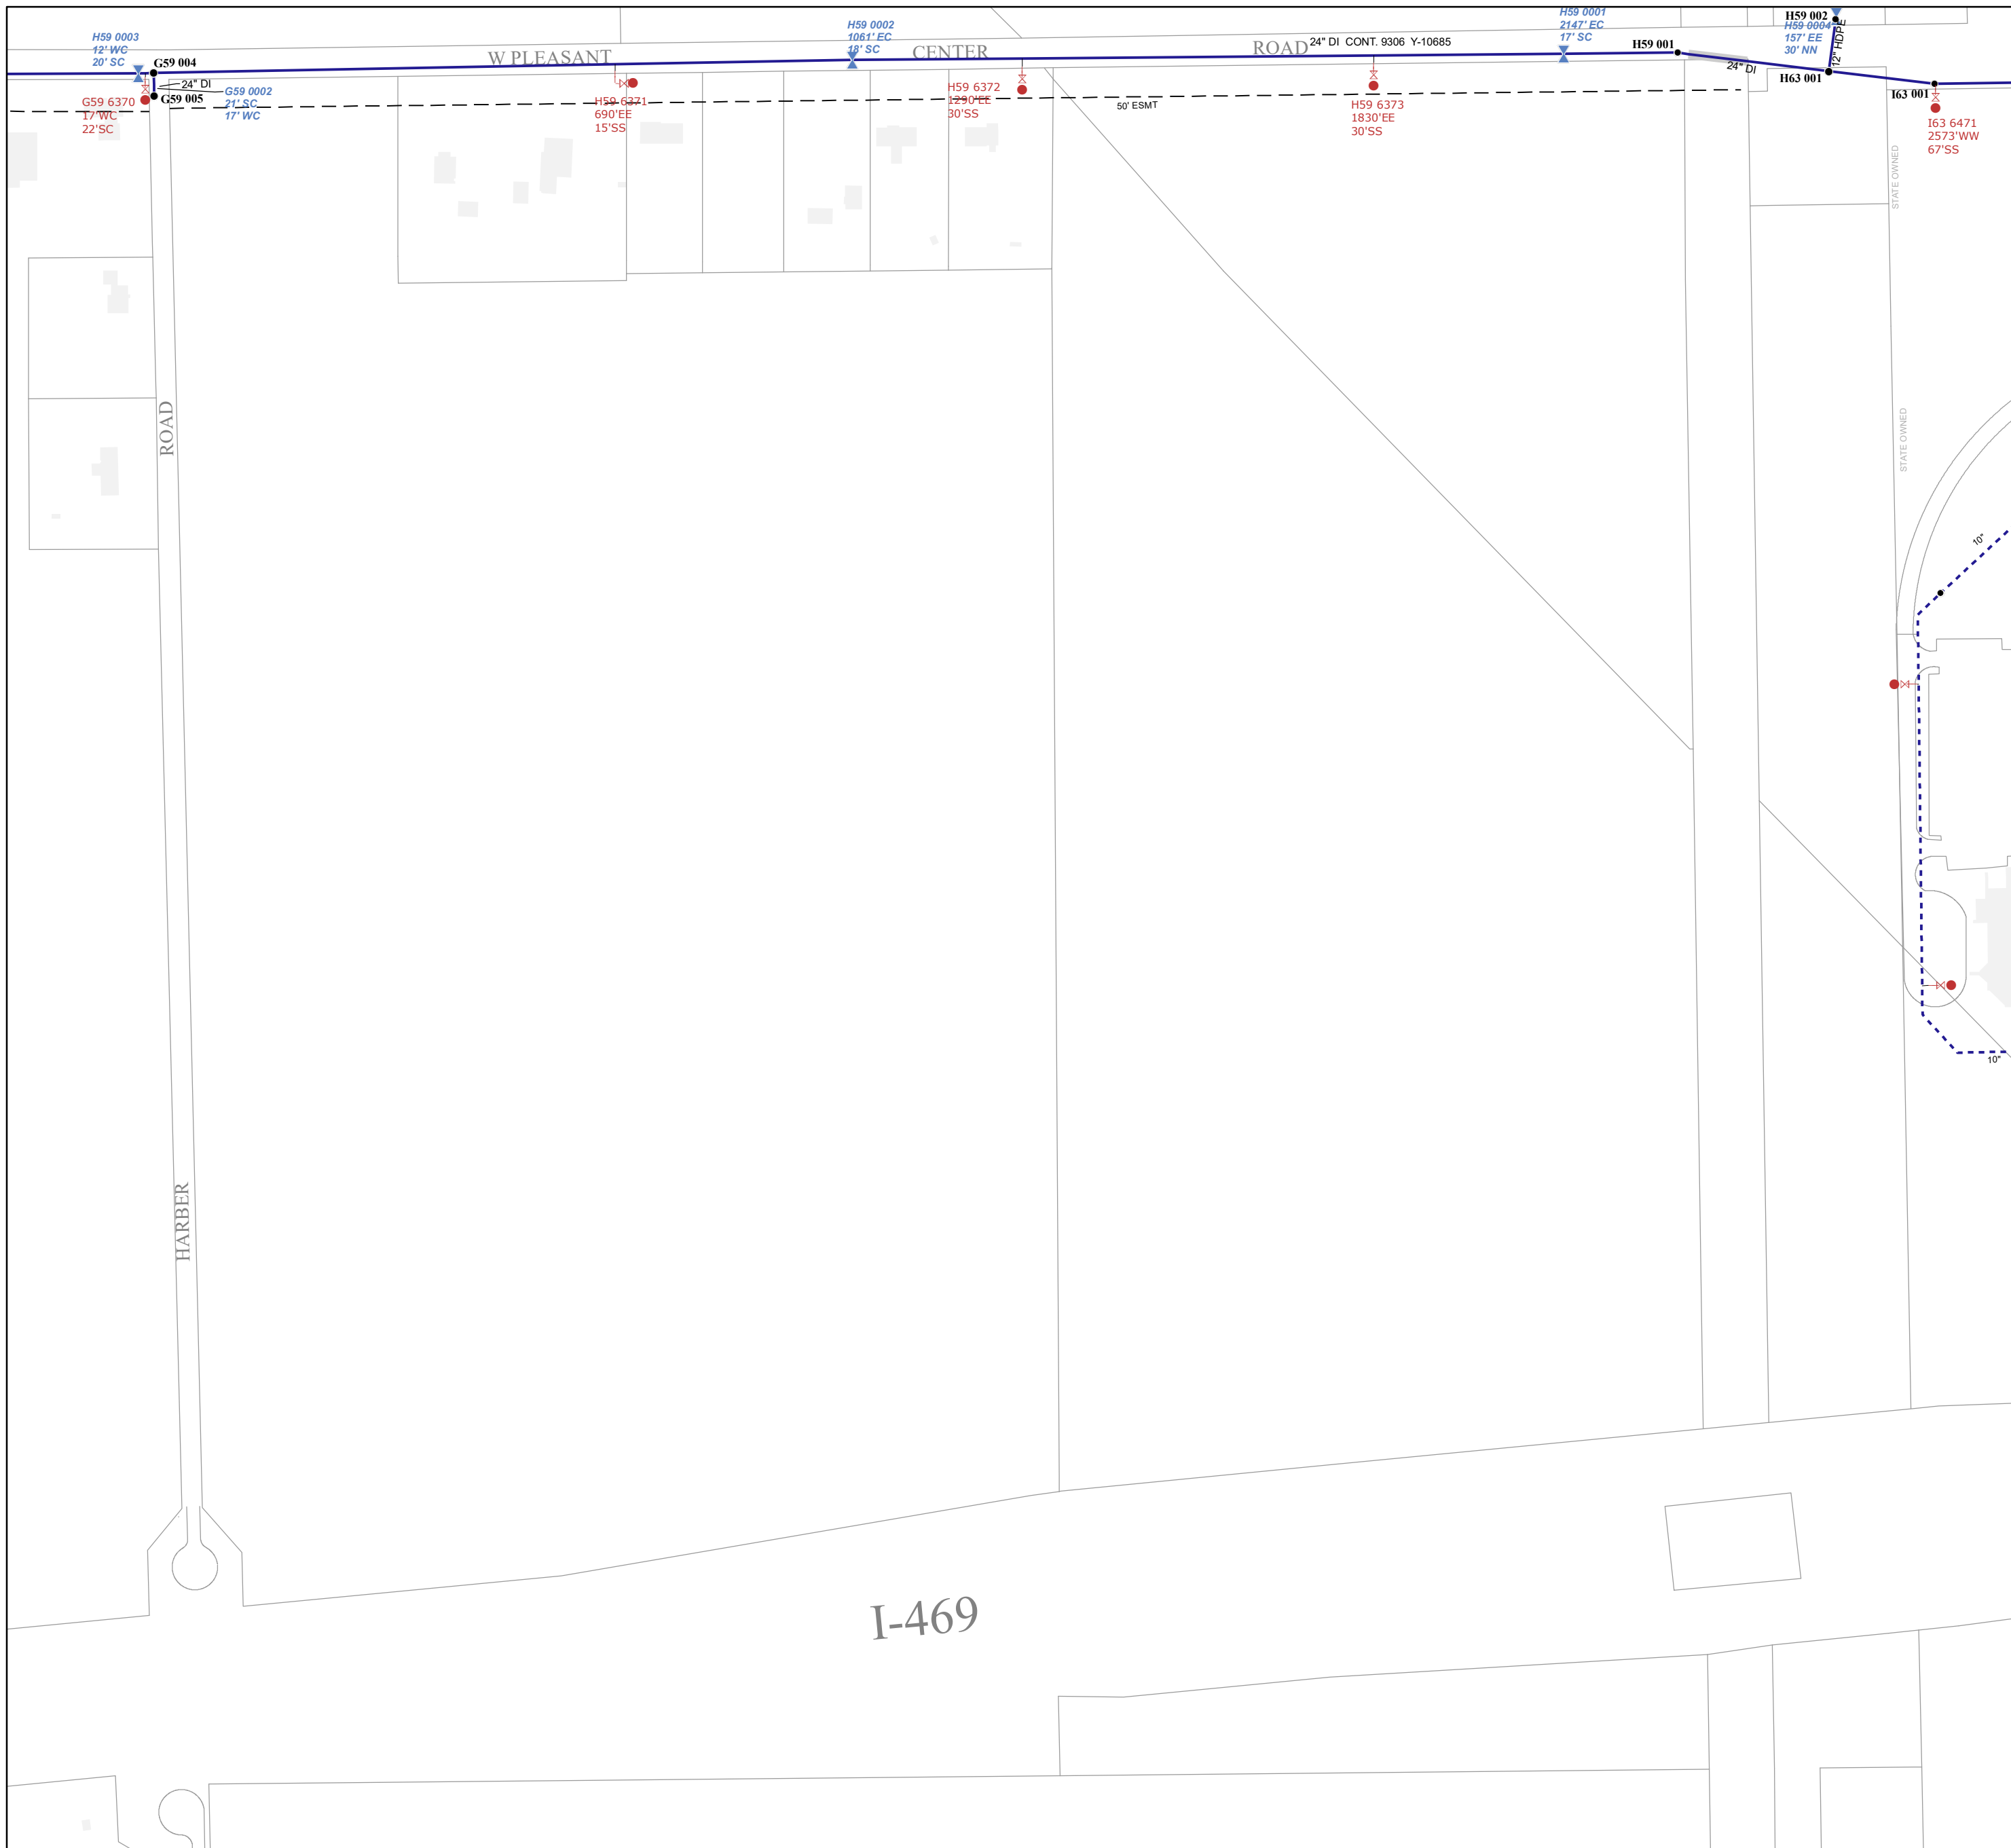 H59 0003
12' WC
20' SC
G59 004
24" DI
G59 005
G59 0002
21' SC
17' WC
G59 6370
17'WC
22'SC
W PLEASANT
CENTER
ROAD
H59 0002
1061' EC
18' SC
24" DI CONT. 9306 Y-10685
H59 0001
2147' EC
17' SC
H59 001
24" DI
H59 002
H59 0004
157' EE
30' NN
12" HDPE
H63 001
I63 001
I63 6471
2573'WW
67'SS
H59 6371
690'EE
15'SS
H59 6372
1290'EE
30'SS
50' ESMT
H59 6373
1830'EE
30'SS
STATE OWNED
STATE OWNED
ROAD
HARBER
10"
10"
I-469